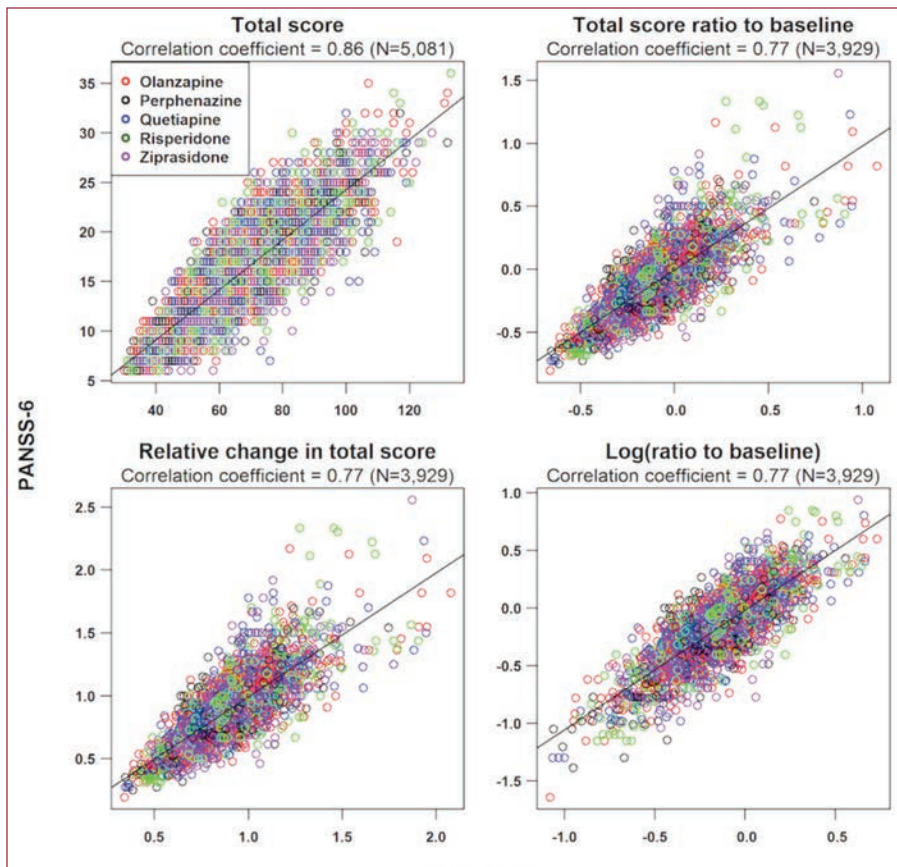 Total score
Correlation coefficient = 0.86 (N=5,081)
Olanzapine
Perphenazine
Quetiapine
Risperidone
Ziprasidone
35
30
25
20
15
10
5
40 60 80 100 120
Total score ratio to baseline
Correlation coefficient = 0.77 (N=3,929)
1.5
1.0
0.5
0.0
-0.5
-0.5 0.0 0.5 1.0
PANSS-6
Relative change in total score
Correlation coefficient = 0.77 (N=3,929)
2.5
2.0
1.5
1.0
0.5
0.5 1.0 1.5 2.0
Log(ratio to baseline)
Correlation coefficient = 0.77 (N=3,929)
1.0
0.5
0.0
-0.5
-1.0
-1.5
-1.0 -0.5 0.0 0.5